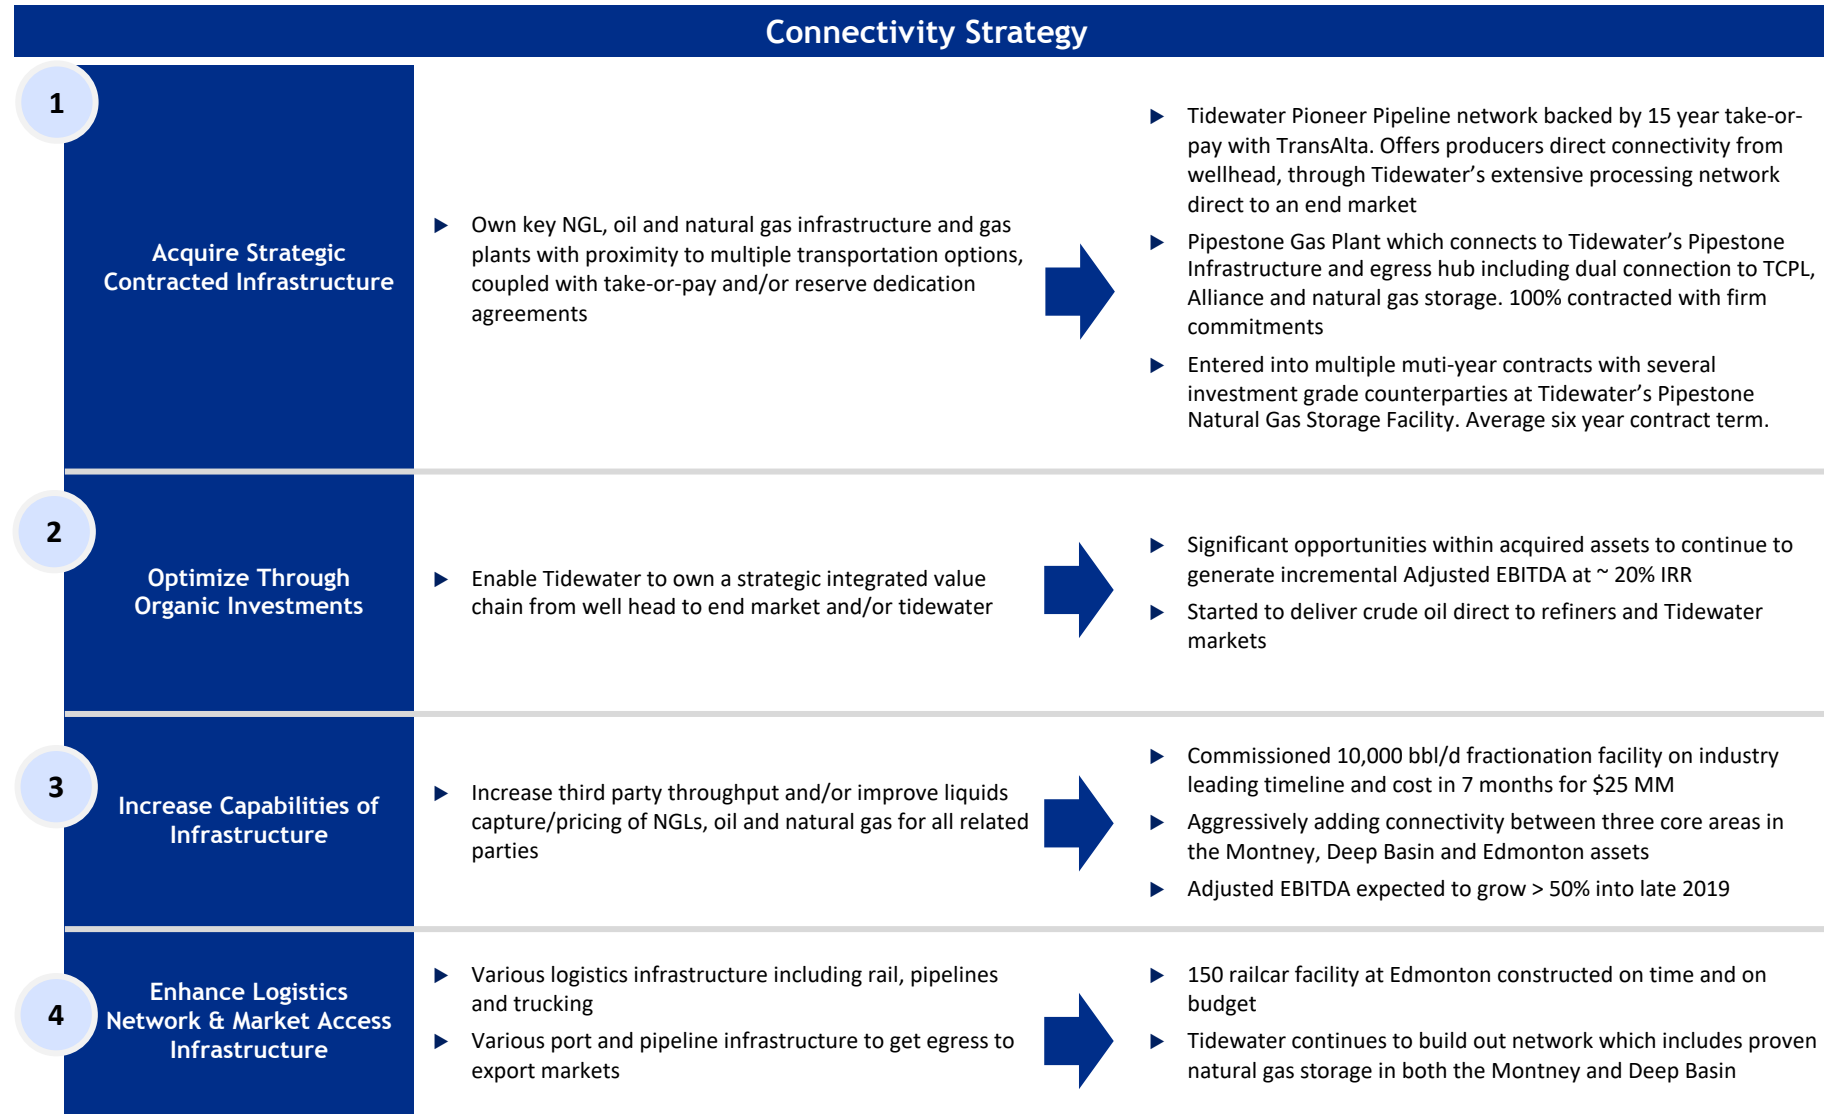 Connectivity Strategy
1
Acquire Strategic
Contracted Infrastructure
▶ Own key NGL, oil and natural gas infrastructure and gas
plants with proximity to multiple transportation options,
coupled with take-or-pay and/or reserve dedication
agreements
▶ Tidewater Pioneer Pipeline network backed by 15 year take-or-
pay with TransAlta. Offers producers direct connectivity from
wellhead, through Tidewater’s extensive processing network
direct to an end market
▶ Pipestone Gas Plant which connects to Tidewater’s Pipestone
Infrastructure and egress hub including dual connection to TCPL,
Alliance and natural gas storage. 100% contracted with firm
commitments
▶ Entered into multiple muti-year contracts with several
investment grade counterparties at Tidewater’s Pipestone
Natural Gas Storage Facility. Average six year contract term.
2
Optimize Through
Organic Investments
▶ Enable Tidewater to own a strategic integrated value
chain from well head to end market and/or tidewater
▶ Significant opportunities within acquired assets to continue to
generate incremental Adjusted EBITDA at ~ 20% IRR
▶ Started to deliver crude oil direct to refiners and Tidewater
markets
3
Increase Capabilities of
Infrastructure
▶ Increase third party throughput and/or improve liquids
capture/pricing of NGLs, oil and natural gas for all related
parties
▶ Commissioned 10,000 bbl/d fractionation facility on industry
leading timeline and cost in 7 months for $25 MM
▶ Aggressively adding connectivity between three core areas in
the Montney, Deep Basin and Edmonton assets
▶ Adjusted EBITDA expected to grow > 50% into late 2019
4
Enhance Logistics
Network & Market Access
Infrastructure
▶ Various logistics infrastructure including rail, pipelines
and trucking
▶ Various port and pipeline infrastructure to get egress to
export markets
▶ 150 railcar facility at Edmonton constructed on time and on
budget
▶ Tidewater continues to build out network which includes proven
natural gas storage in both the Montney and Deep Basin